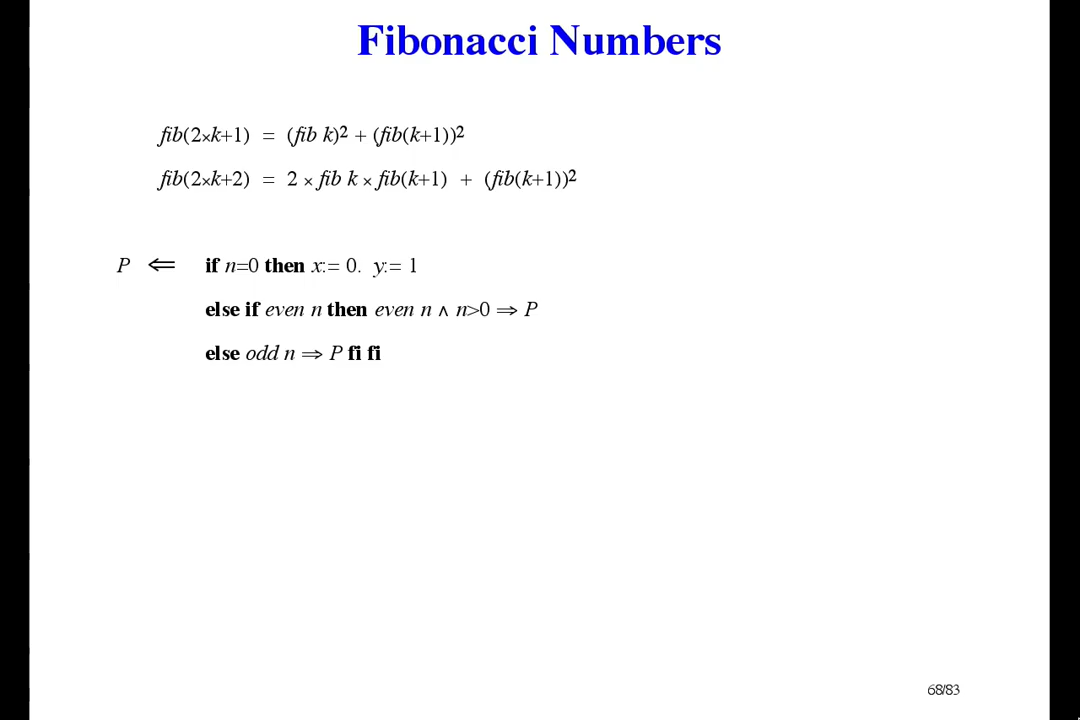 Fibonacci Numbers
fib(2×k+1) = (fib k)² + (fib(k+1))²
fib(2×k+2) = 2 × fib k × fib(k+1) + (fib(k+1))²
P ⇐ if n=0 then x:= 0. y:= 1
else if even n then even n ∧ n>0 ⇒ P
else odd n ⇒ P fi fi
68/83